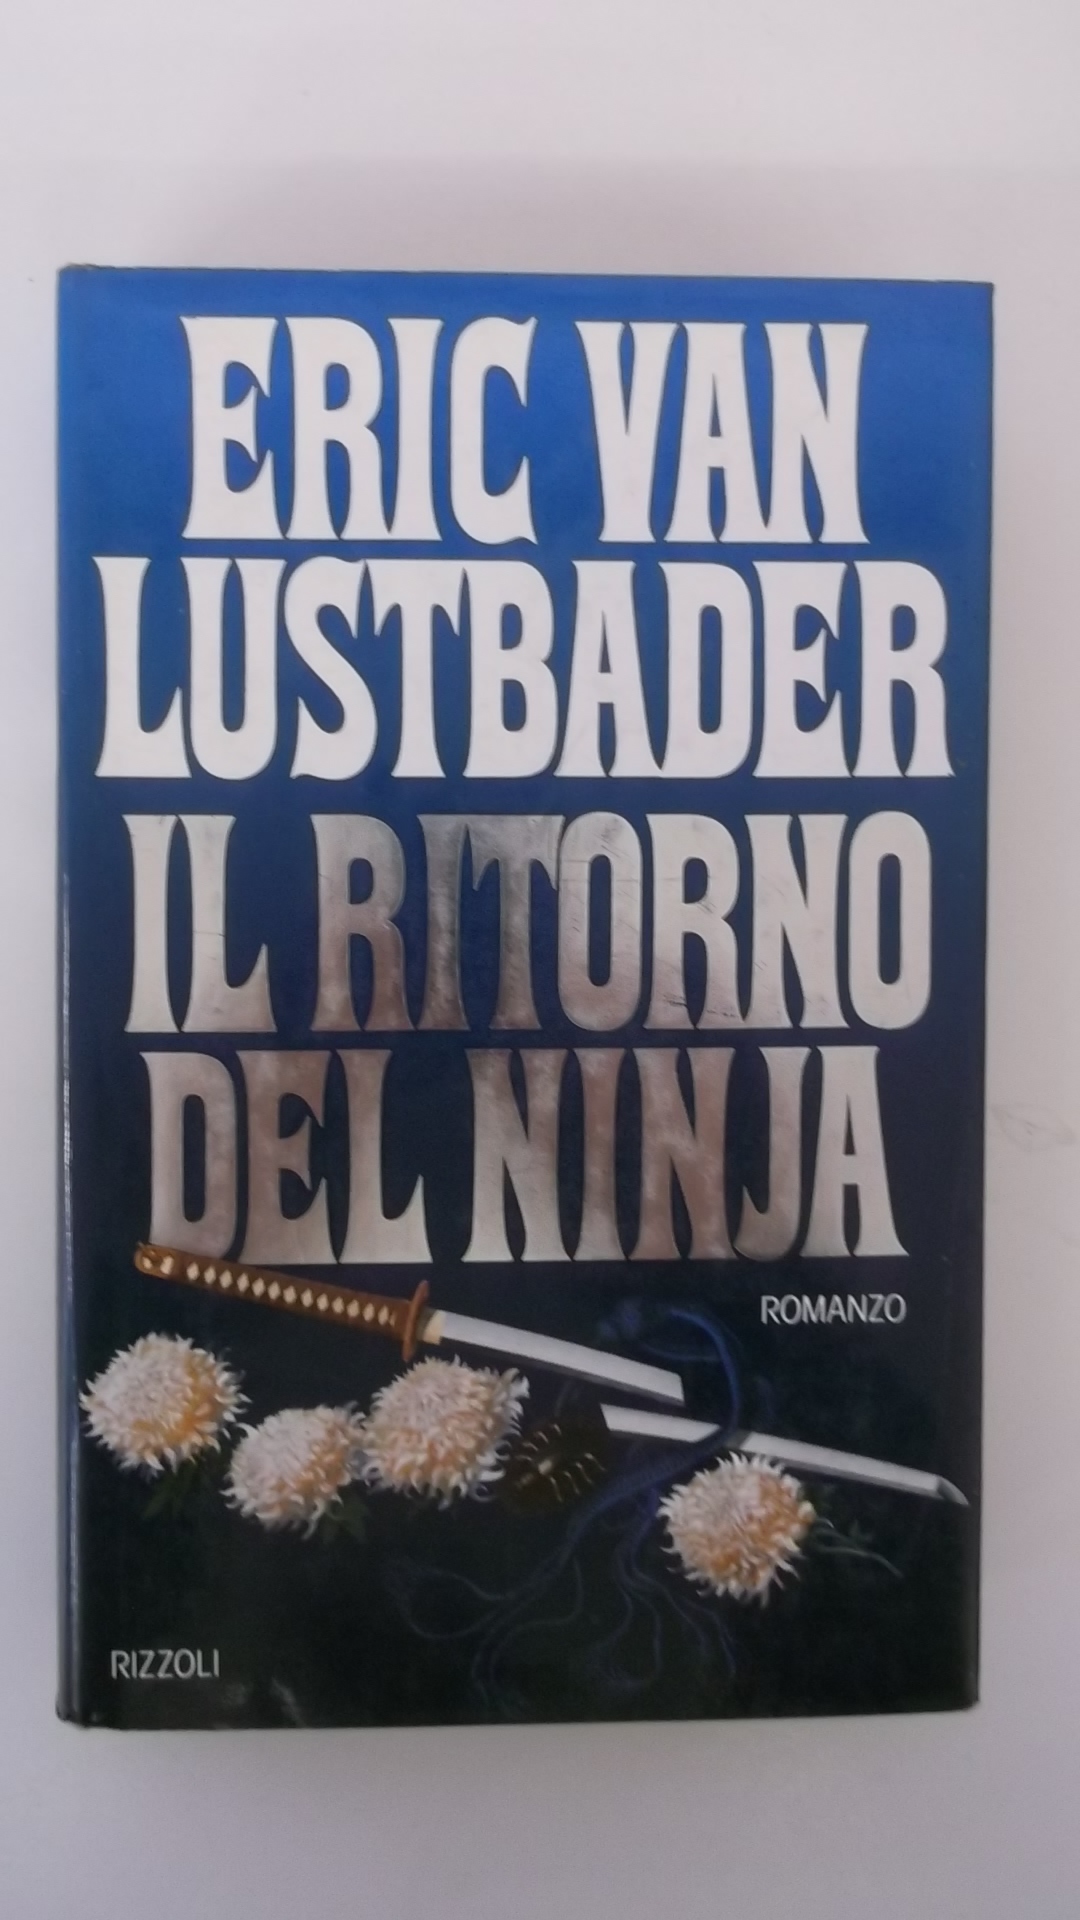 ERIC VAN
LUSTBADER
IL RITORNO
DEL NINJA
ROMANZO
RIZZOLI